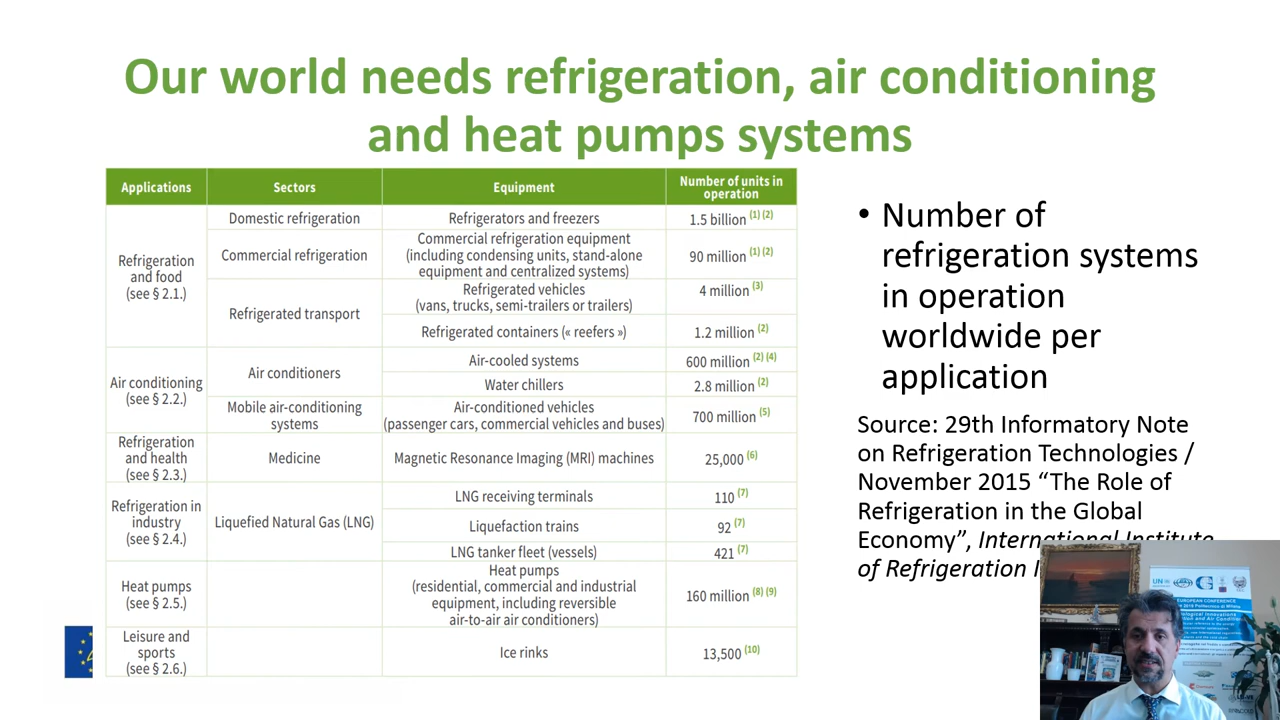 Our world needs refrigeration, air conditioning
and heat pumps systems
Applications Sectors Equipment Number of units in
operation
Refrigeration
and food
(see § 2.1.)
Domestic refrigeration Refrigerators and freezers 1.5 billion (1) (2)
Commercial refrigeration
Commercial refrigeration equipment
(including condensing units, stand-alone
equipment and centralized systems)
90 million (1) (2)
Refrigerated transport
Refrigerated vehicles
(vans, trucks, semi-trailers or trailers)
4 million (3)
Refrigerated containers (« reefers ») 1.2 million (2)
Air conditioning
(see § 2.2.)
Air conditioners
Air-cooled systems 600 million (2) (4)
Water chillers 2.8 million (2)
Mobile air-conditioning
systems
Air-conditioned vehicles
(passenger cars, commercial vehicles and buses)
700 million (5)
Refrigeration
and health
(see § 2.3.)
Medicine Magnetic Resonance Imaging (MRI) machines 25,000 (6)
Refrigeration in
industry
(see § 2.4.)
Liquefied Natural Gas (LNG)
LNG receiving terminals 110 (7)
Liquefaction trains 92 (7)
LNG tanker fleet (vessels) 421 (7)
Heat pumps
(see § 2.5.)
Heat pumps
(residential, commercial and industrial
equipment, including reversible
air-to-air air conditioners)
160 million (8) (9)
Leisure and
sports
(see § 2.6.)
Ice rinks 13,500 (10)
• Number of
refrigeration systems
in operation
worldwide per
application
Source: 29th Informatory Note
on Refrigeration Technologies /
November 2015 “The Role of
Refrigeration in the Global
Economy”, International Institute
of Refrigeration
UN
EUROPEAN CONFERENCE
Politecnico di Milano